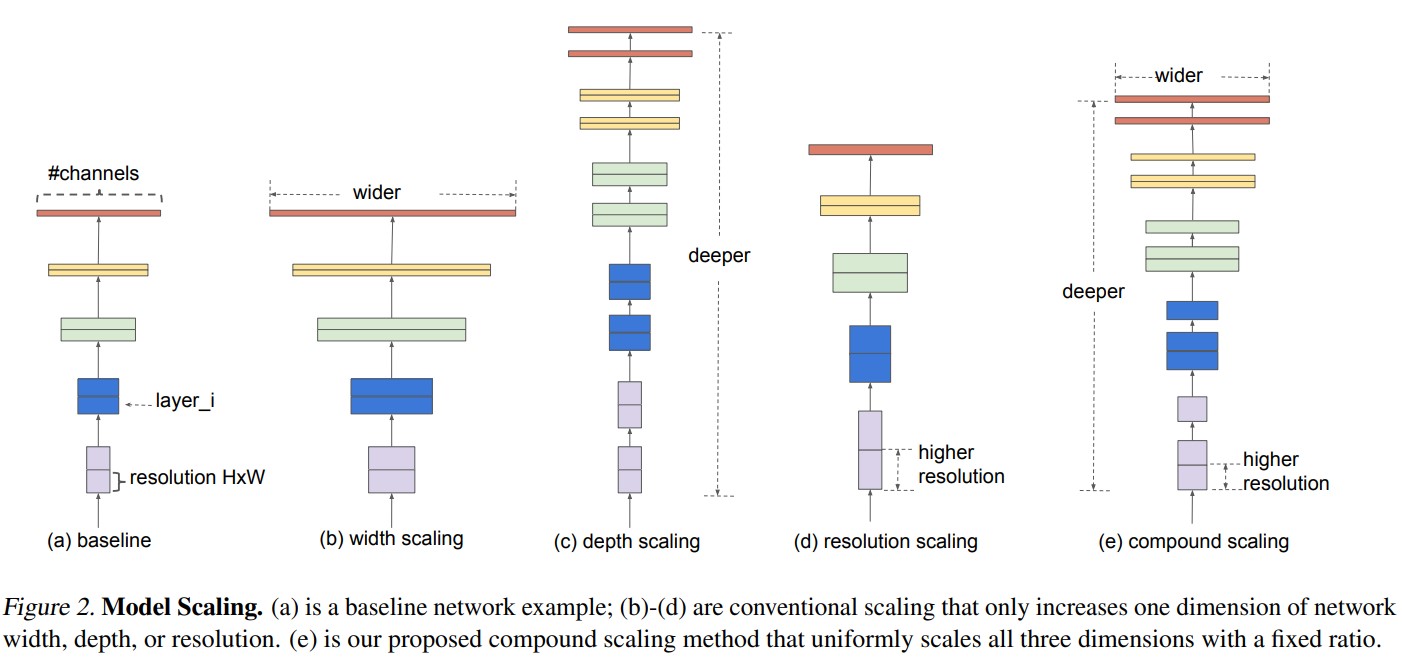 #channels
layer_i
resolution HxW
(a) baseline
wider
(b) width scaling
deeper
(c) depth scaling
higher
resolution
(d) resolution scaling
wider
deeper
higher
resolution
(e) compound scaling
Figure 2. Model Scaling. (a) is a baseline network example; (b)-(d) are conventional scaling that only increases one dimension of network
width, depth, or resolution. (e) is our proposed compound scaling method that uniformly scales all three dimensions with a fixed ratio.